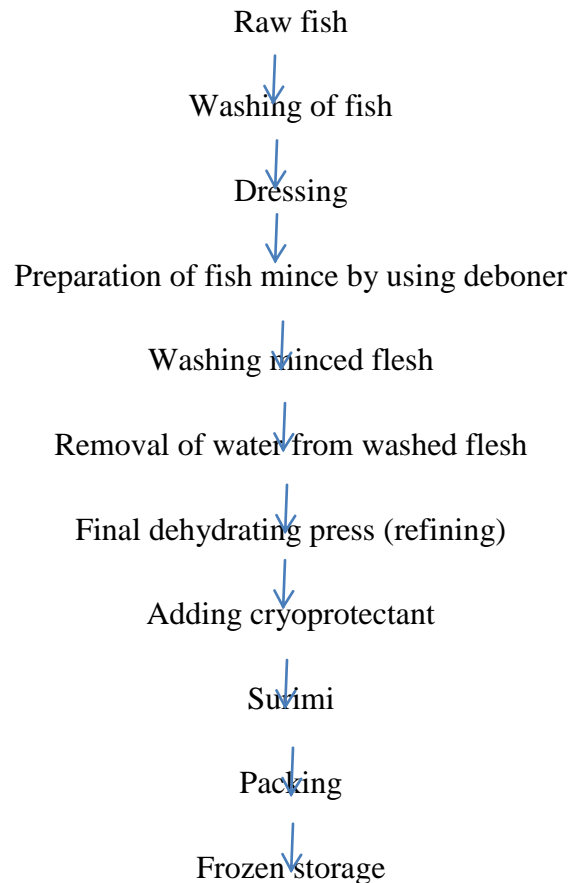 Raw fish
Washing of fish
Dressing
Preparation of fish mince by using deboner
Washing minced flesh
Removal of water from washed flesh
Final dehydrating press (refining)
Adding cryoprotectant
Surimi
Packing
Frozen storage